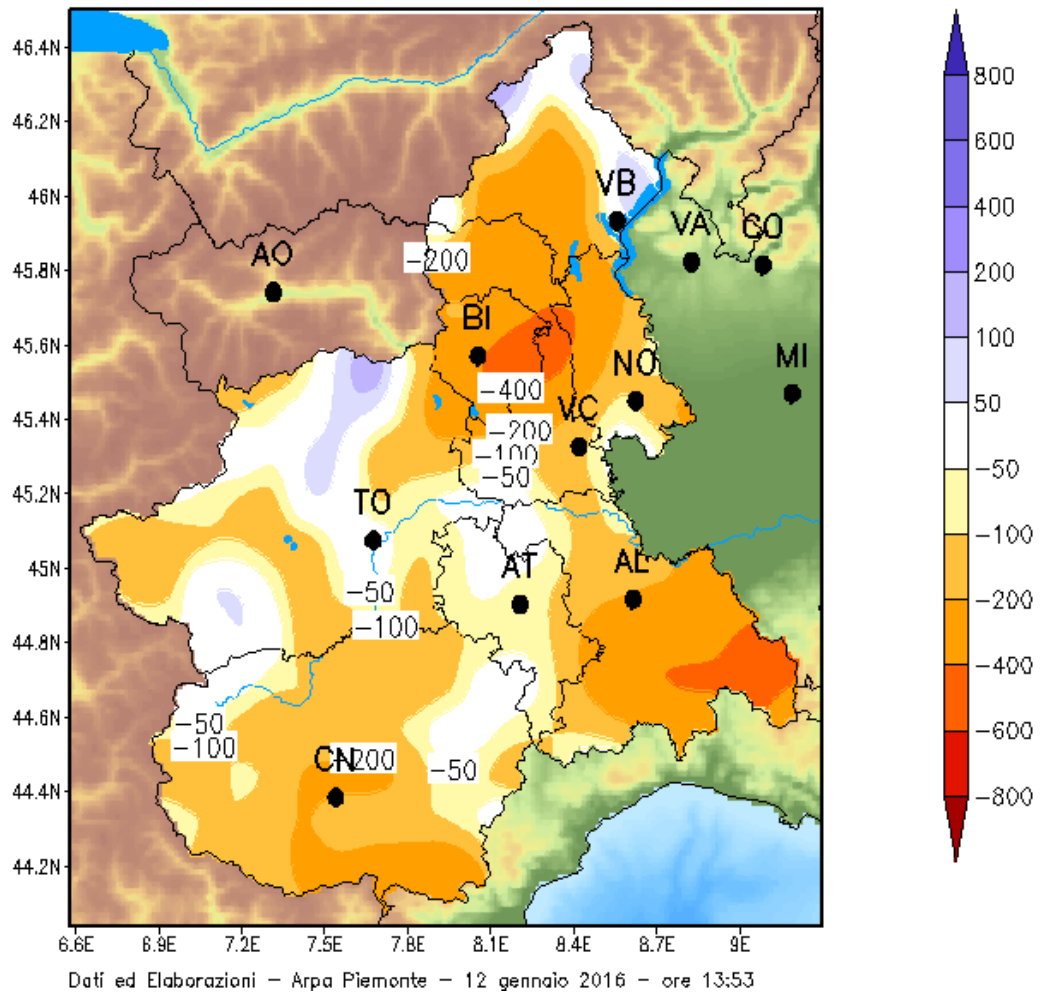 46.4N
46.2N
46N
45.8N
45.6N
45.4N
45.2N
45N
44.8N
44.6N
44.4N
44.2N
VB
VA
CO
AO
-200
BI
MI
NO
-400
VC
-200
-100
-50
TO
AT
AL
-50
-100
-50
-100
CN
-200
-50
6.6E 6.9E 7.2E 7.5E 7.8E 8.1E 8.4E 8.7E 9E
800
600
400
200
100
50
-50
-100
-200
-400
-600
-800
Dati ed Elaborazioni - Arpa Piemonte - 12 gennaio 2016 - ore 13:53